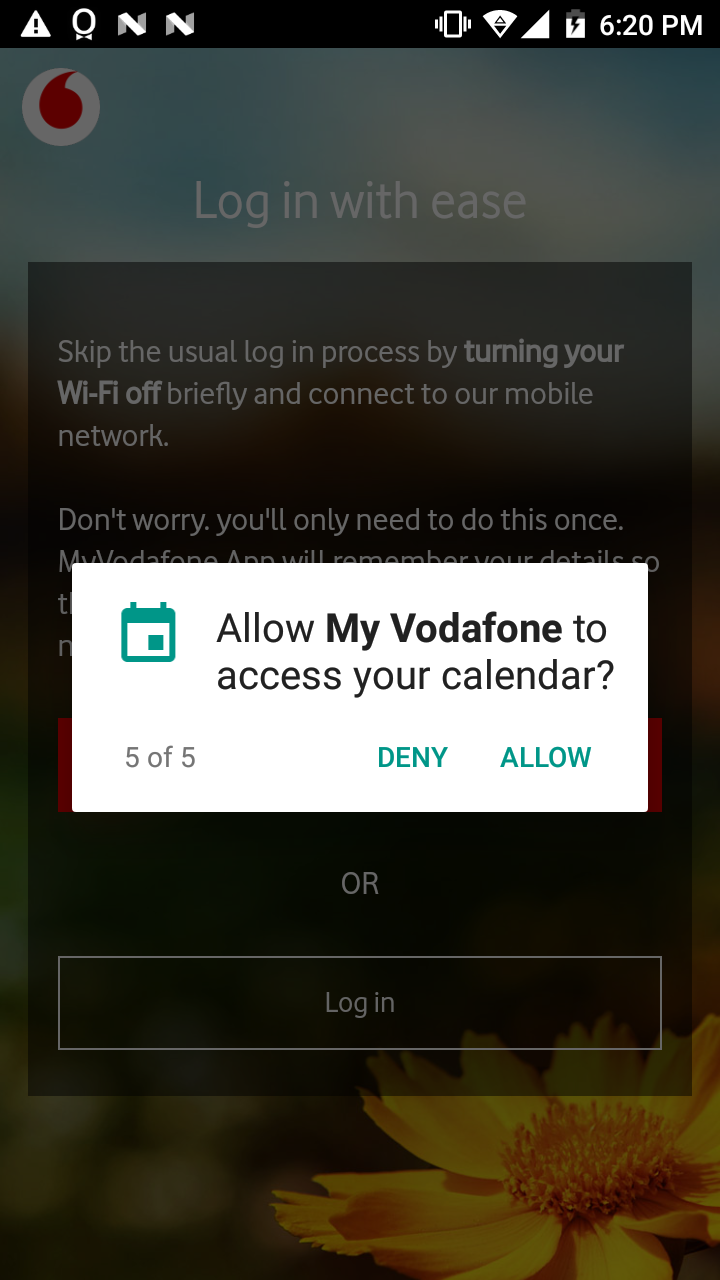 6:20 PM
Log in with ease
Skip the usual log in process by turning your
Wi-Fi off briefly and connect to our mobile
network.
Don't worry. you'll only need to do this once.
MyVodafone App will remember your details so
Allow My Vodafone to
access your calendar?
5 of 5 DENY ALLOW
OR
Log in